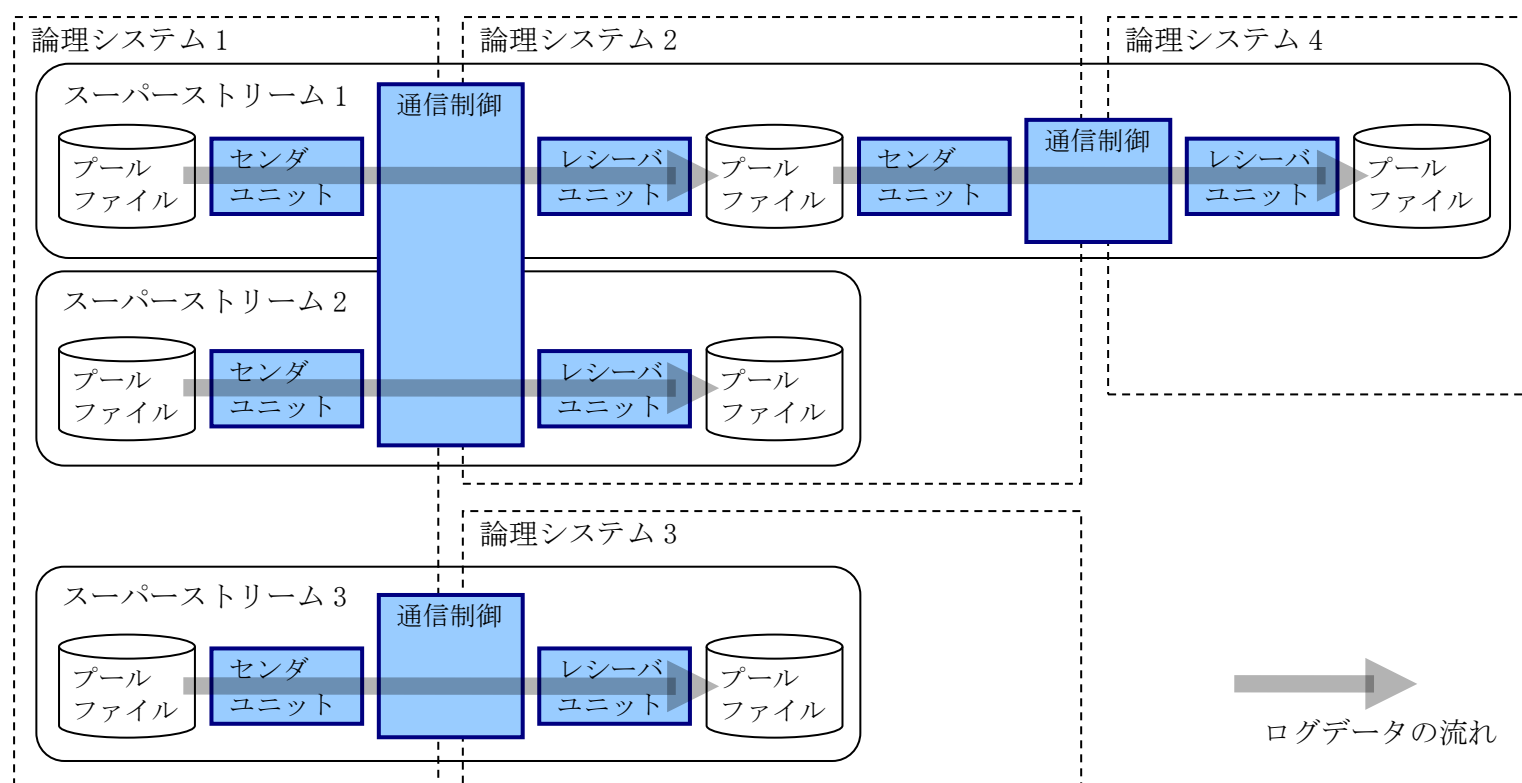 論理システム 1
論理システム 2
論理システム 4
スーパーストリーム 1
通信制御
プール
ファイル
センダ
ユニット
レシーバ
ユニット
プール
ファイル
センダ
ユニット
通信制御
レシーバ
ユニット
プール
ファイル
スーパーストリーム 2
プール
ファイル
センダ
ユニット
レシーバ
ユニット
プール
ファイル
論理システム 3
スーパーストリーム 3
通信制御
プール
ファイル
センダ
ユニット
レシーバ
ユニット
プール
ファイル
ログデータの流れ